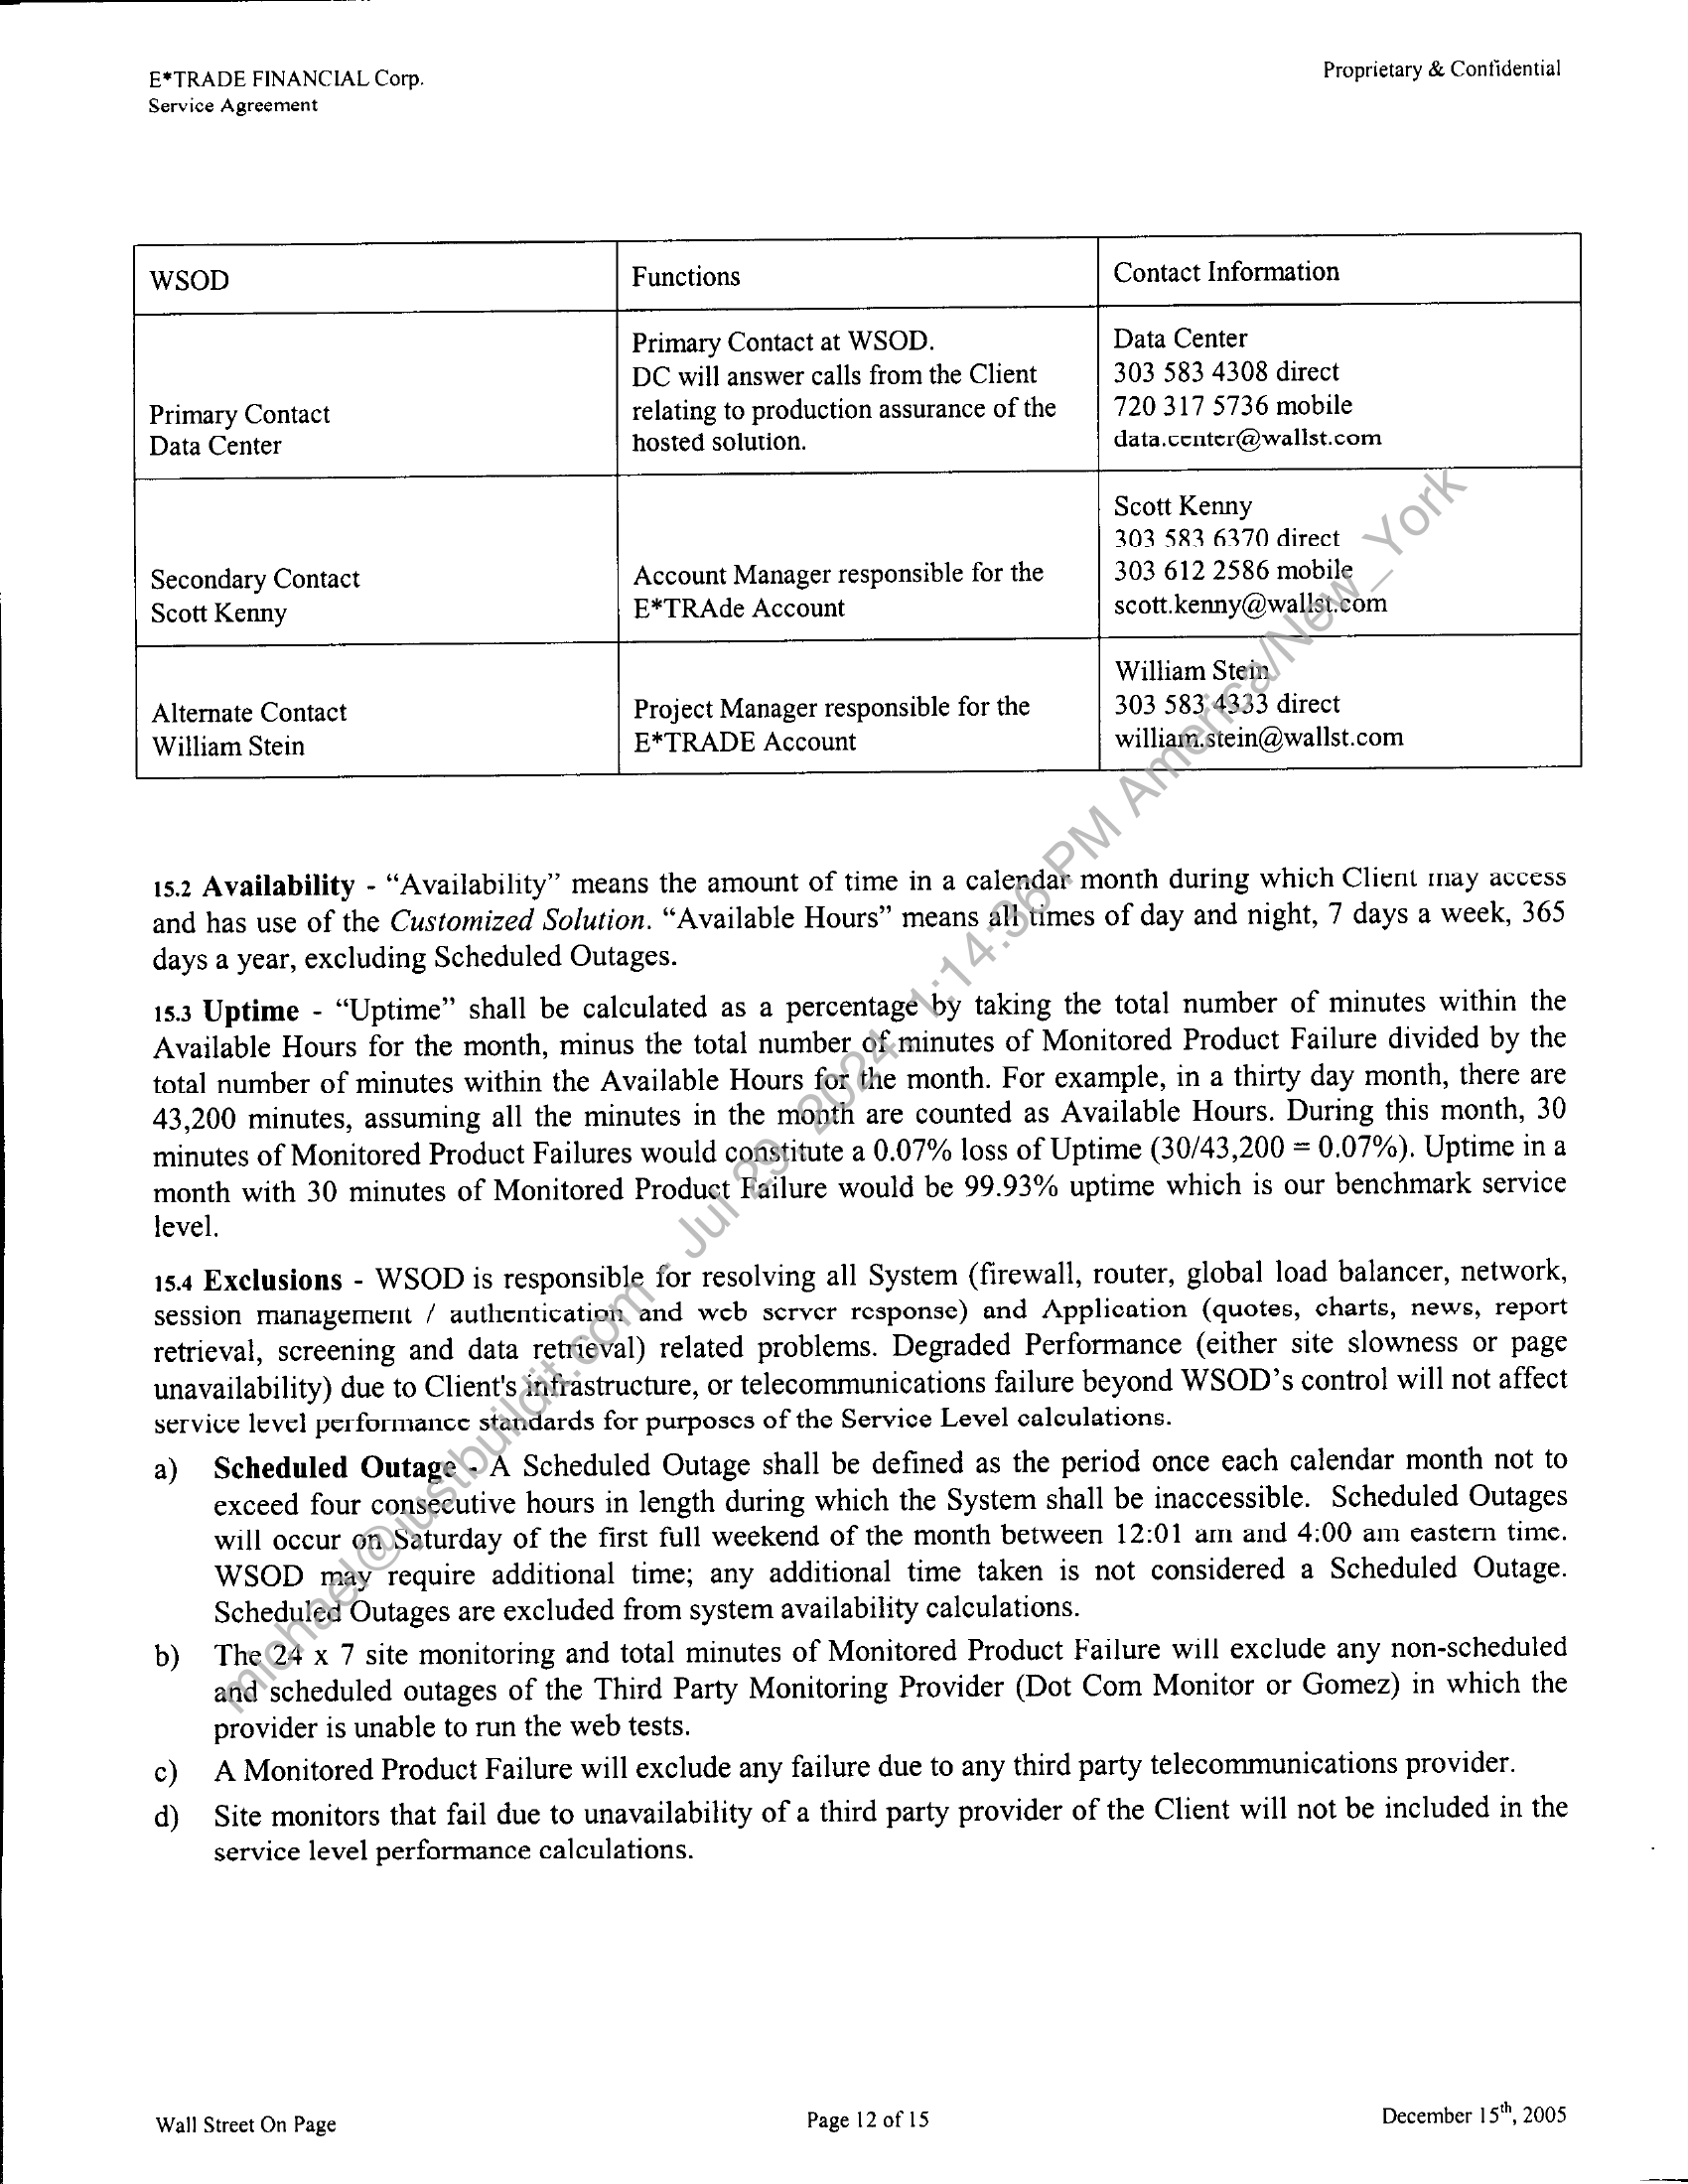 E*TRADE FINANCIAL Corp.
Service Agreement
Proprietary & Confidential
WSOD
Functions
Contact Information
Primary Contact
Data Center
Primary Contact at WSOD.
DC will answer calls from the Client
relating to production assurance of the
hosted solution.
Data Center
303 583 4308 direct
720 317 5736 mobile
data.center@wallst.com
Secondary Contact
Scott Kenny
Account Manager responsible for the
E*TRAde Account
Scott Kenny
303 583 6370 direct
303 612 2586 mobile
scott.kenny@wallst.com
Alternate Contact
William Stein
Project Manager responsible for the
E*TRADE Account
William Stein
303 583 4333 direct
william.stein@wallst.com
15.2 Availability - “Availability” means the amount of time in a calendar month during which Client may access
and has use of the Customized Solution. “Available Hours” means all times of day and night, 7 days a week, 365
days a year, excluding Scheduled Outages.
15.3 Uptime - “Uptime” shall be calculated as a percentage by taking the total number of minutes within the
Available Hours for the month, minus the total number of minutes of Monitored Product Failure divided by the
total number of minutes within the Available Hours for the month. For example, in a thirty day month, there are
43,200 minutes, assuming all the minutes in the month are counted as Available Hours. During this month, 30
minutes of Monitored Product Failures would constitute a 0.07% loss of Uptime (30/43,200 = 0.07%). Uptime in a
month with 30 minutes of Monitored Product Failure would be 99.93% uptime which is our benchmark service
level.
15.4 Exclusions - WSOD is responsible for resolving all System (firewall, router, global load balancer, network,
session management / authentication and web server response) and Application (quotes, charts, news, report
retrieval, screening and data retrieval) related problems. Degraded Performance (either site slowness or page
unavailability) due to Client's infrastructure, or telecommunications failure beyond WSOD’s control will not affect
service level performance standards for purposes of the Service Level calculations.
a) Scheduled Outage - A Scheduled Outage shall be defined as the period once each calendar month not to
exceed four consecutive hours in length during which the System shall be inaccessible. Scheduled Outages
will occur on Saturday of the first full weekend of the month between 12:01 am and 4:00 am eastern time.
WSOD may require additional time; any additional time taken is not considered a Scheduled Outage.
Scheduled Outages are excluded from system availability calculations.
b) The 24 x 7 site monitoring and total minutes of Monitored Product Failure will exclude any non-scheduled
and scheduled outages of the Third Party Monitoring Provider (Dot Com Monitor or Gomez) in which the
provider is unable to run the web tests.
c) A Monitored Product Failure will exclude any failure due to any third party telecommunications provider.
d) Site monitors that fail due to unavailability of a third party provider of the Client will not be included in the
service level performance calculations.
michael@justbuildit.com - Jul 29, 2024, 1:14:36 PM America/New_York
Wall Street On Page
Page 12 of 15
December 15th, 2005